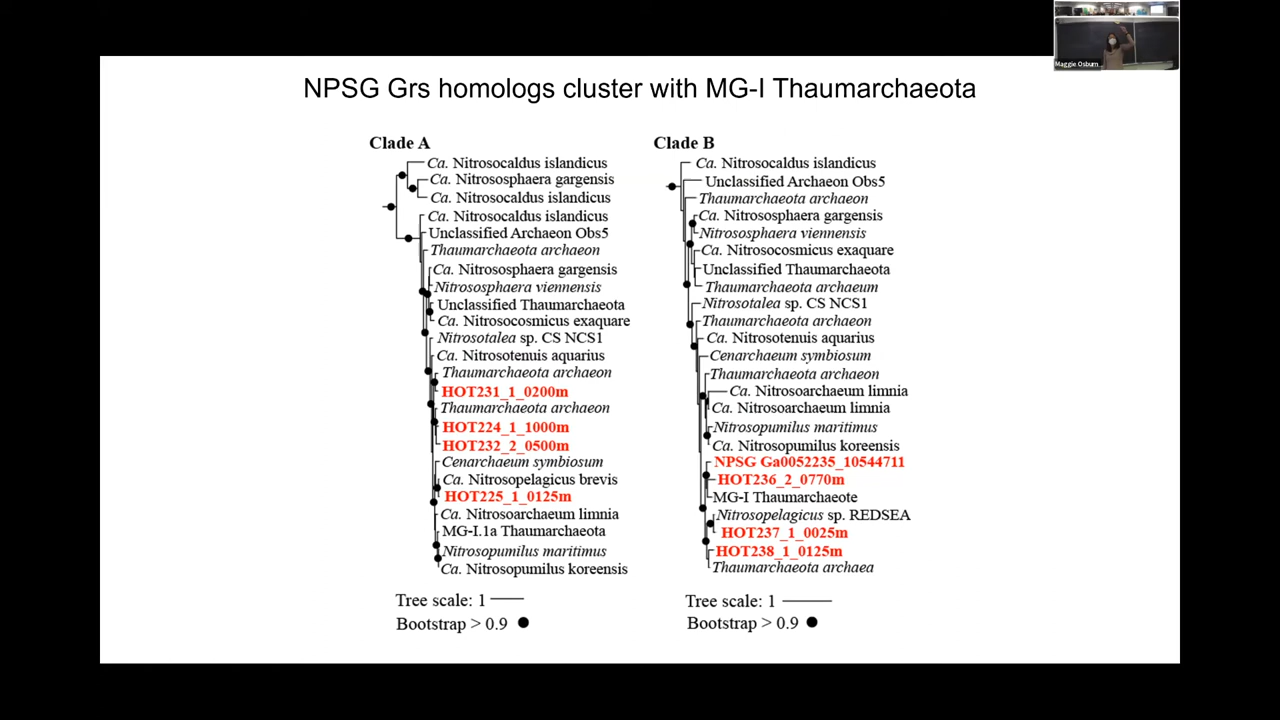 Maggie Osburn...
NPSG Grs homologs cluster with MG-I Thaumarchaeota
Clade A
Ca. Nitrosocaldus islandicus
Ca. Nitrososphaera gargensis
Ca. Nitrosocaldus islandicus
Ca. Nitrosocaldus islandicus
Unclassified Archaeon Obs5
Thaumarchaeota archaeon
Ca. Nitrososphaera gargensis
Nitrososphaera viennensis
Unclassified Thaumarchaeota
Ca. Nitrosocosmicus exaquare
Nitrosotalea sp. CS NCS1
Ca. Nitrosotenuis aquarius
Thaumarchaeota archaeon
HOT231_1_0200m
Thaumarchaeota archaeon
HOT224_1_1000m
HOT232_2_0500m
Cenarchaeum symbiosum
Ca. Nitrosopelagicus brevis
HOT225_1_0125m
Ca. Nitrosoarchaeum limnia
MG-I.1a Thaumarchaeota
Nitrosopumilus maritimus
Ca. Nitrosopumilus koreensis
Tree scale: 1
Bootstrap > 0.9
Clade B
Ca. Nitrosocaldus islandicus
Unclassified Archaeon Obs5
Thaumarchaeota archaeon
Ca. Nitrososphaera gargensis
Nitrososphaera viennensis
Ca. Nitrosocosmicus exaquare
Unclassified Thaumarchaeota
Thaumarchaeota archaeum
Nitrosotalea sp. CS NCS1
Thaumarchaeota archaeon
Ca. Nitrosotenuis aquarius
Cenarchaeum symbiosum
Thaumarchaeota archaeon
Ca. Nitrosoarchaeum limnia
Ca. Nitrosoarchaeum limnia
Nitrosopumilus maritimus
Ca. Nitrosopumilus koreensis
NPSG Ga0052235_10544711
HOT236_2_0770m
MG-I Thaumarchaeote
Nitrosopelagicus sp. REDSEA
HOT237_1_0025m
HOT238_1_0125m
Thaumarchaeota archaea
Tree scale: 1
Bootstrap > 0.9